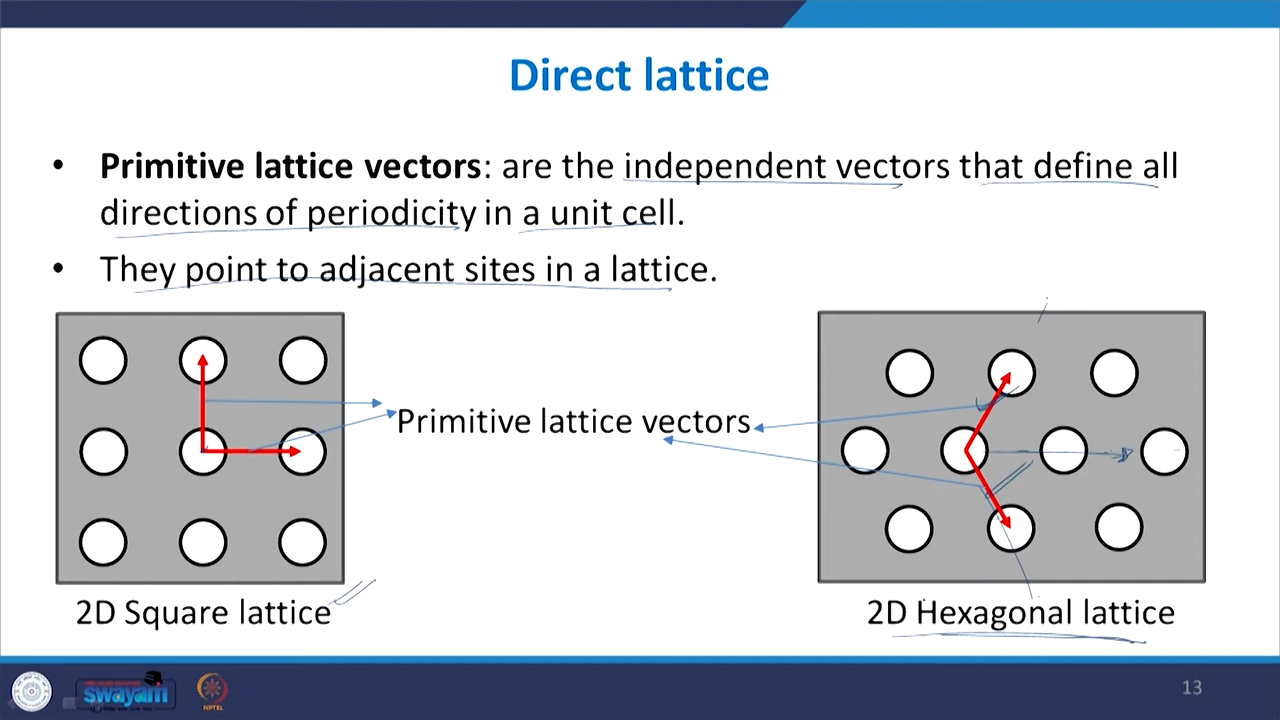 Direct lattice
• Primitive lattice vectors: are the independent vectors that define all
directions of periodicity in a unit cell.
• They point to adjacent sites in a lattice.
Primitive lattice vectors
2D Square lattice
2D Hexagonal lattice
swayam
NPTEL
13